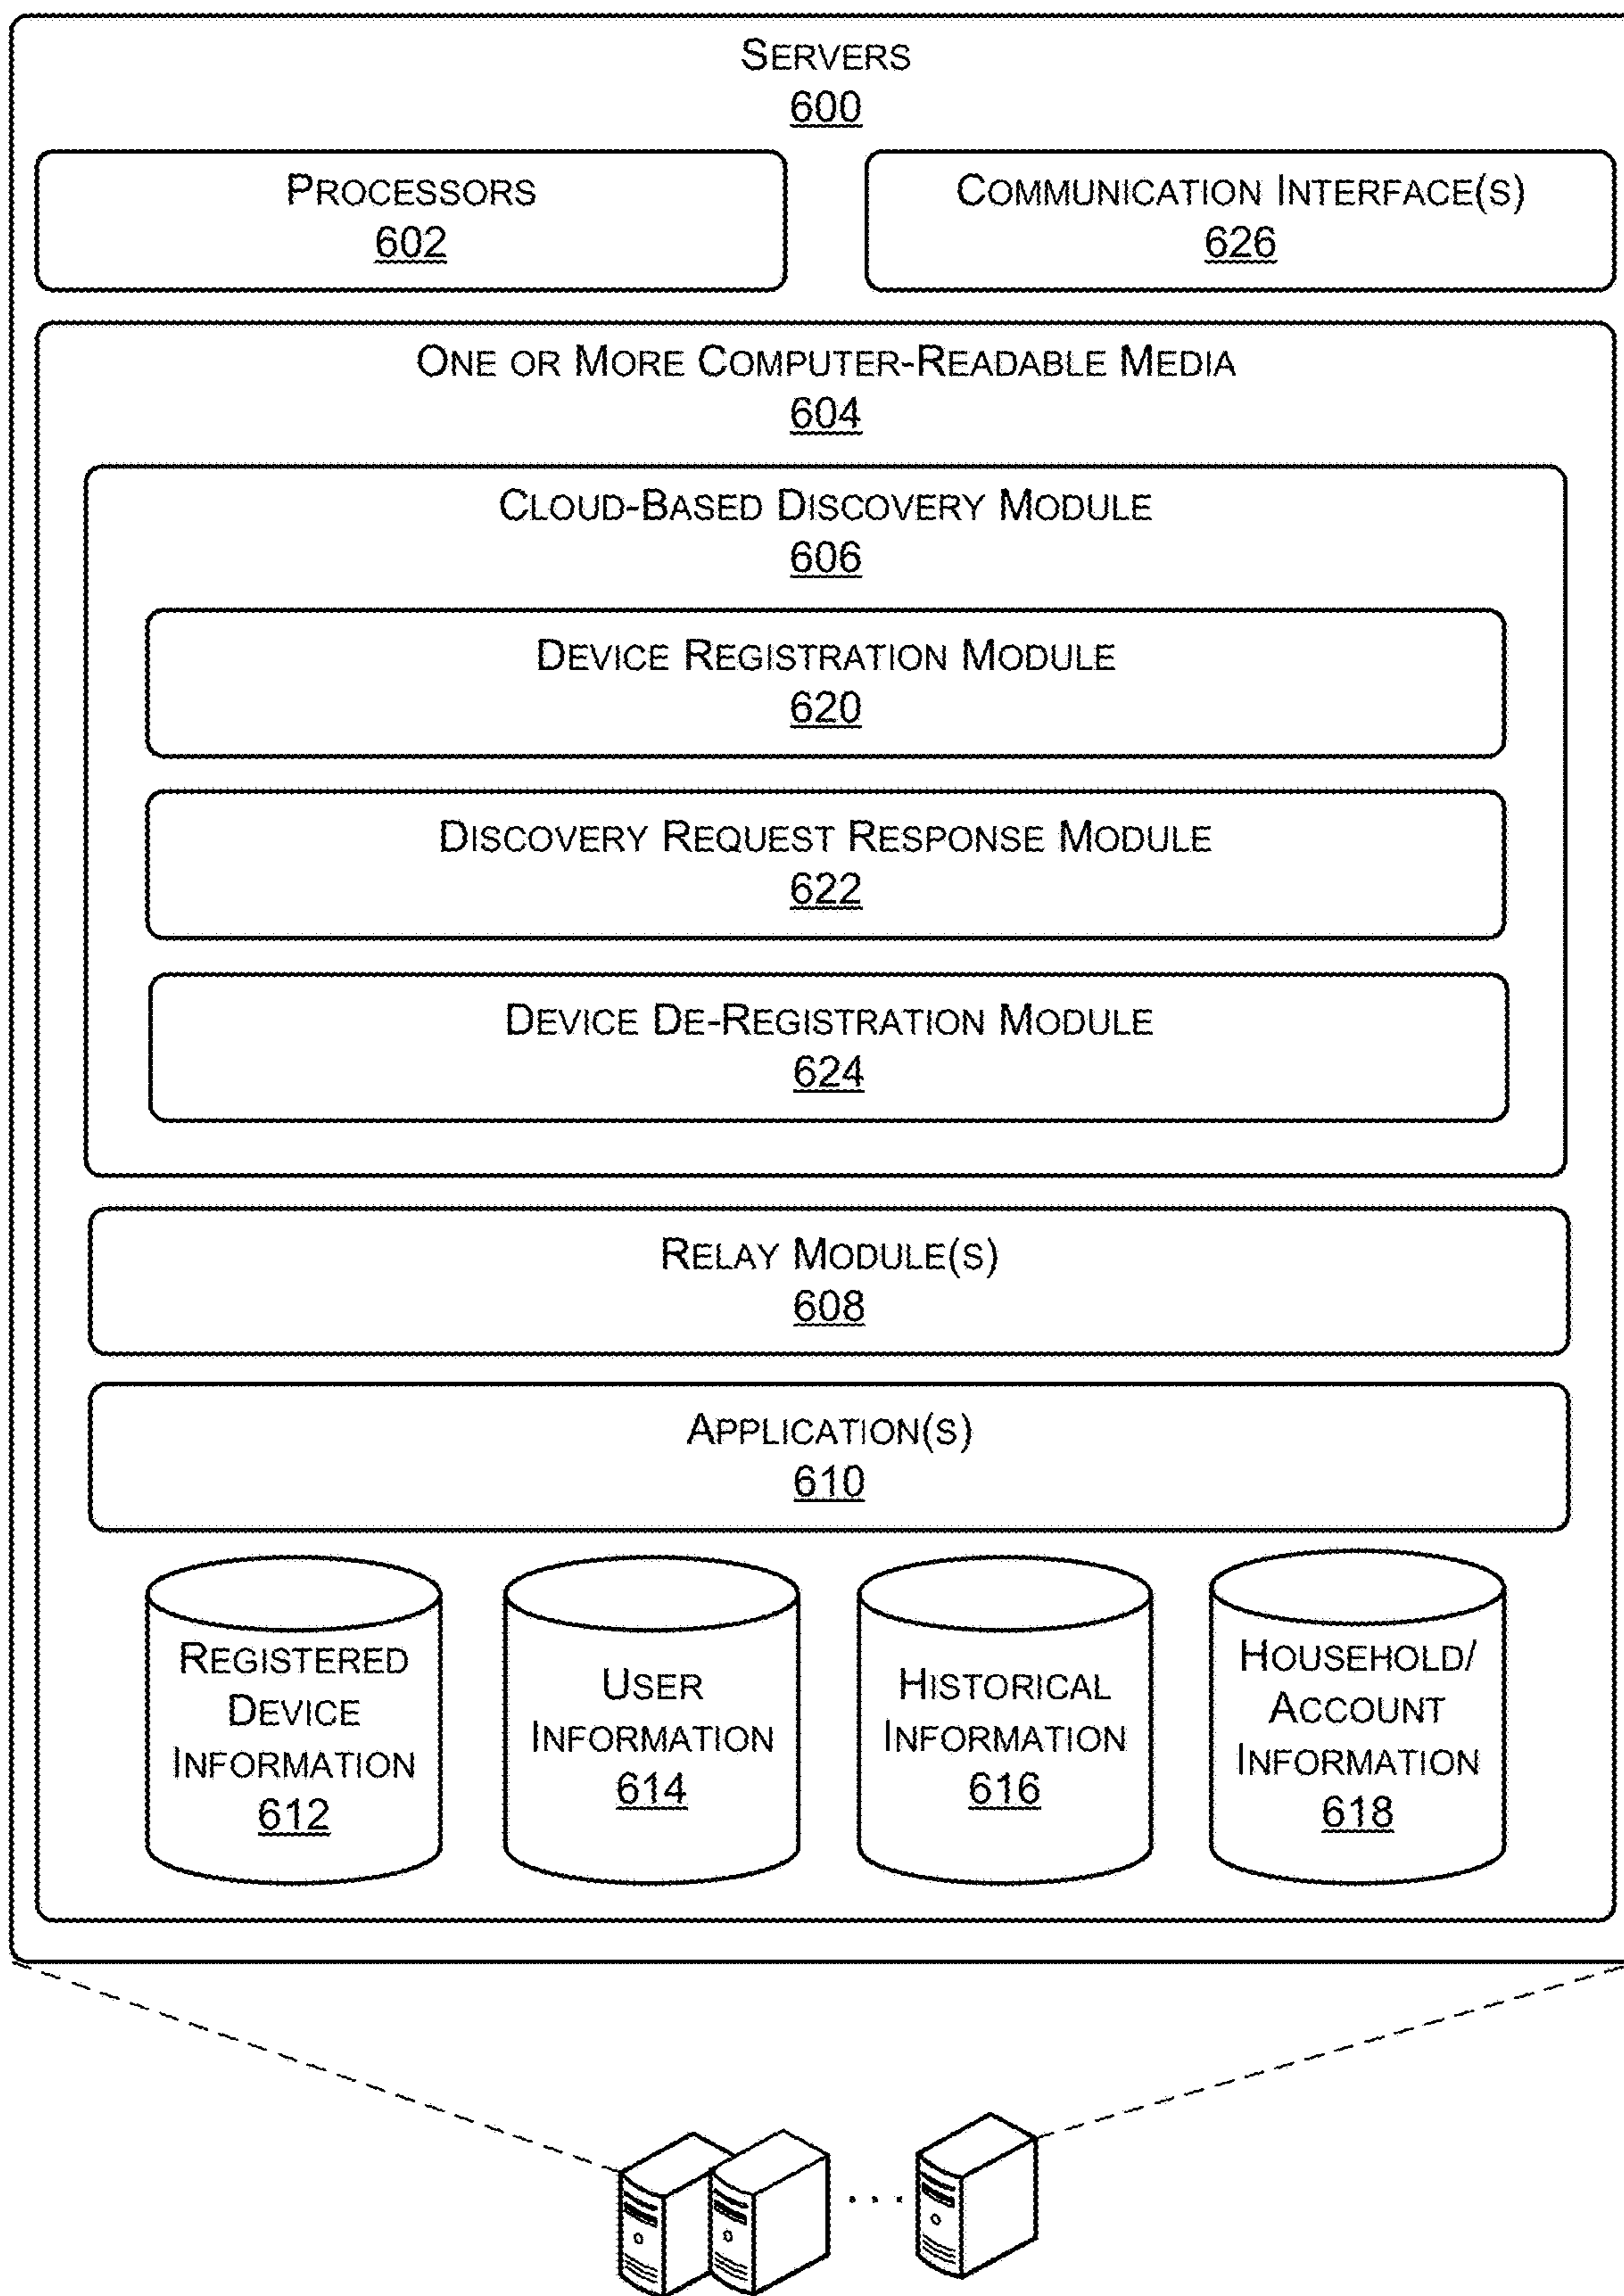 SERVERS
600
PROCESSORS
602
COMMUNICATION INTERFACE(S)
626
ONE OR MORE COMPUTER-READABLE MEDIA
604
CLOUD-BASED DISCOVERY MODULE
606
DEVICE REGISTRATION MODULE
620
DISCOVERY REQUEST RESPONSE MODULE
622
DEVICE DE-REGISTRATION MODULE
624
RELAY MODULE(S)
608
APPLICATION(S)
610
REGISTERED
DEVICE
INFORMATION
612
USER
INFORMATION
614
HISTORICAL
INFORMATION
616
HOUSEHOLD/
ACCOUNT
INFORMATION
618